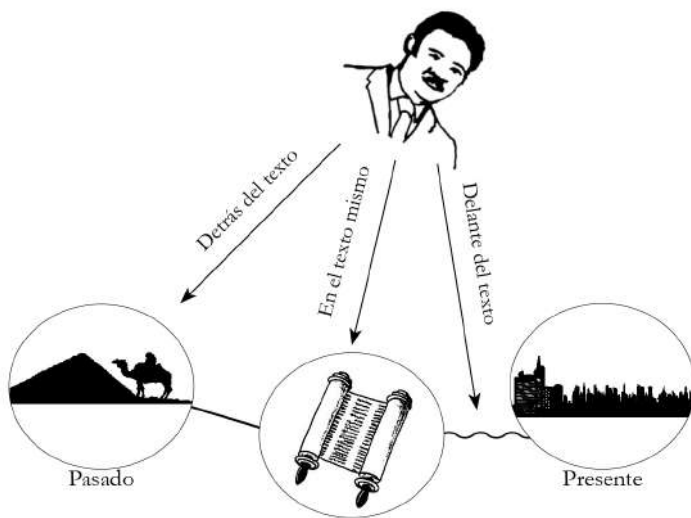 Detrás del texto
En el texto mismo
Delante del texto
Pasado
Presente